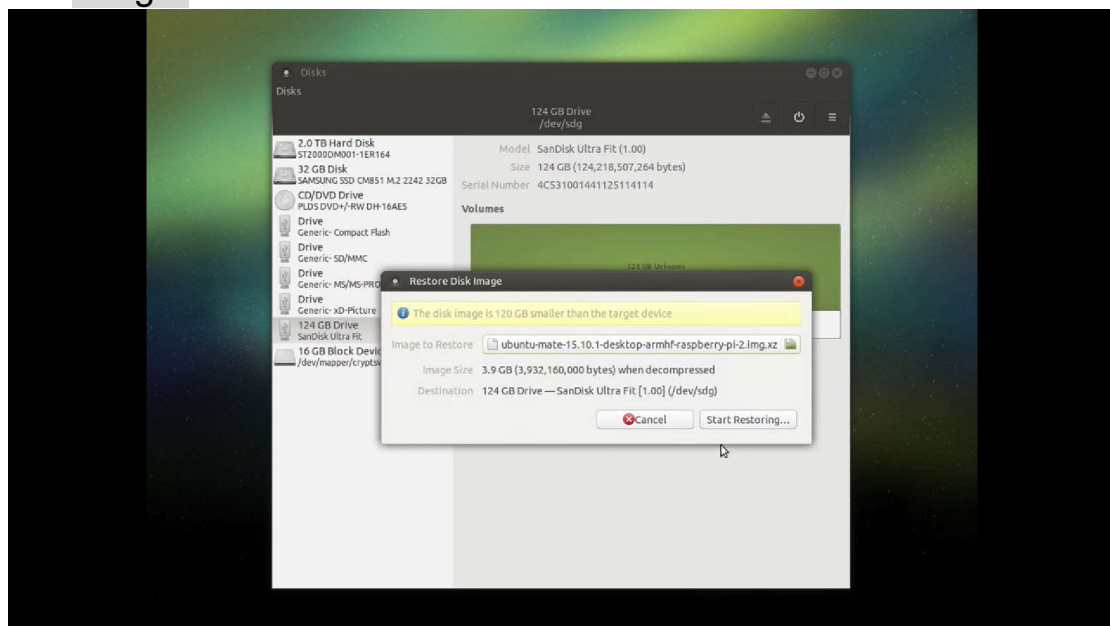 Disks
Disks
124 GB Drive
/dev/sdg
2.0 TB Hard Disk
ST2000DM001-1ER164
32 GB Disk
SAMSUNG SSD CM851 M.2 2242 32GB
CD/DVD Drive
PLDS DVD+/-RW DH-16AES
Drive
Generic- Compact Flash
Drive
Generic- SD/MMC
Drive
Generic- MS/MS-PRO
Drive
Generic- xD-Picture
124 GB Drive
SanDisk Ultra Fit
16 GB Block Devic
/dev/mapper/cryptsw
Model SanDisk Ultra Fit (1.00)
Size 124 GB (124,218,507,264 bytes)
Serial Number 4C531001441125114114
Volumes
124 GB Unknown
Restore Disk Image
The disk image is 120 GB smaller than the target device
Image to Restore ubuntu-mate-15.10.1-desktop-armhf-raspberry-pi-2.img.xz
Image Size 3.9 GB (3,932,160,000 bytes) when decompressed
Destination 124 GB Drive — SanDisk Ultra Fit [1.00] (/dev/sdg)
Cancel Start Restoring...